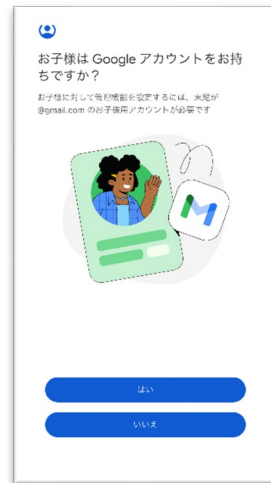 お子様は Google アカウントをお持
ちですか？
お子様に対して管理機能を設定するには、末尾が
@gmail.com のお子様用アカウントが必要です
はい
いいえ